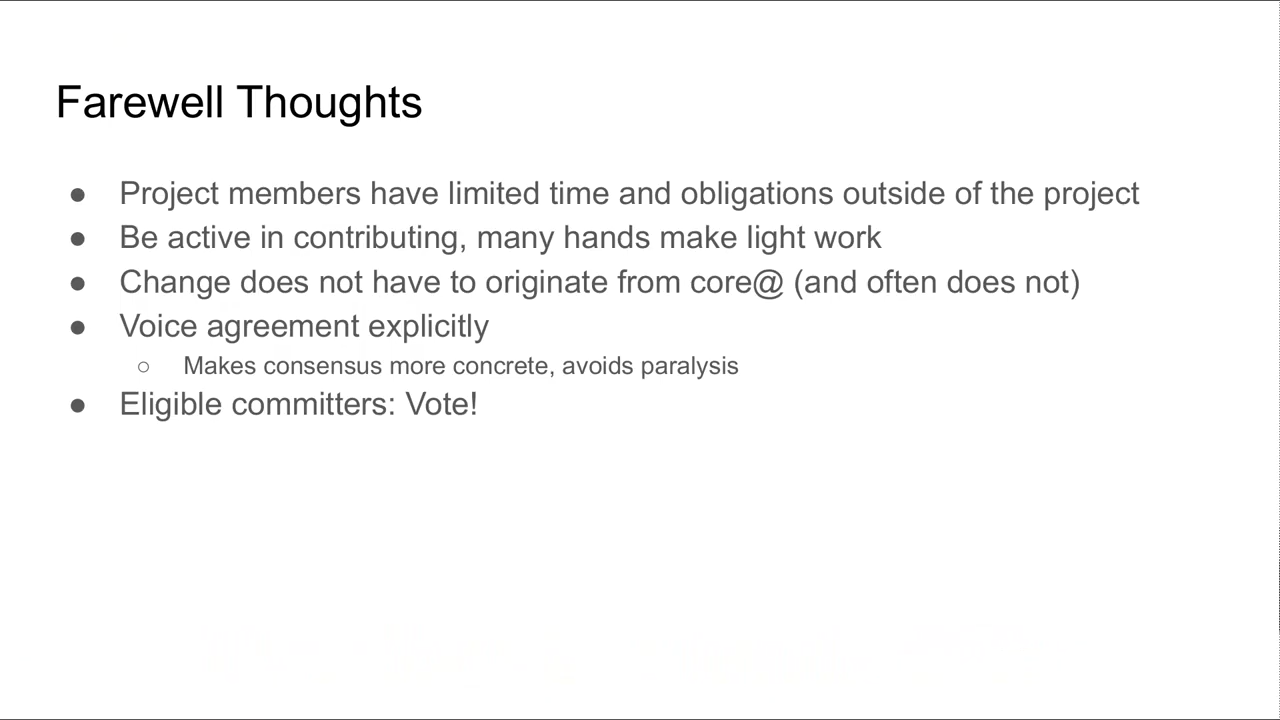 Farewell Thoughts
● Project members have limited time and obligations outside of the project
● Be active in contributing, many hands make light work
● Change does not have to originate from core@ (and often does not)
● Voice agreement explicitly
○ Makes consensus more concrete, avoids paralysis
● Eligible committers: Vote!